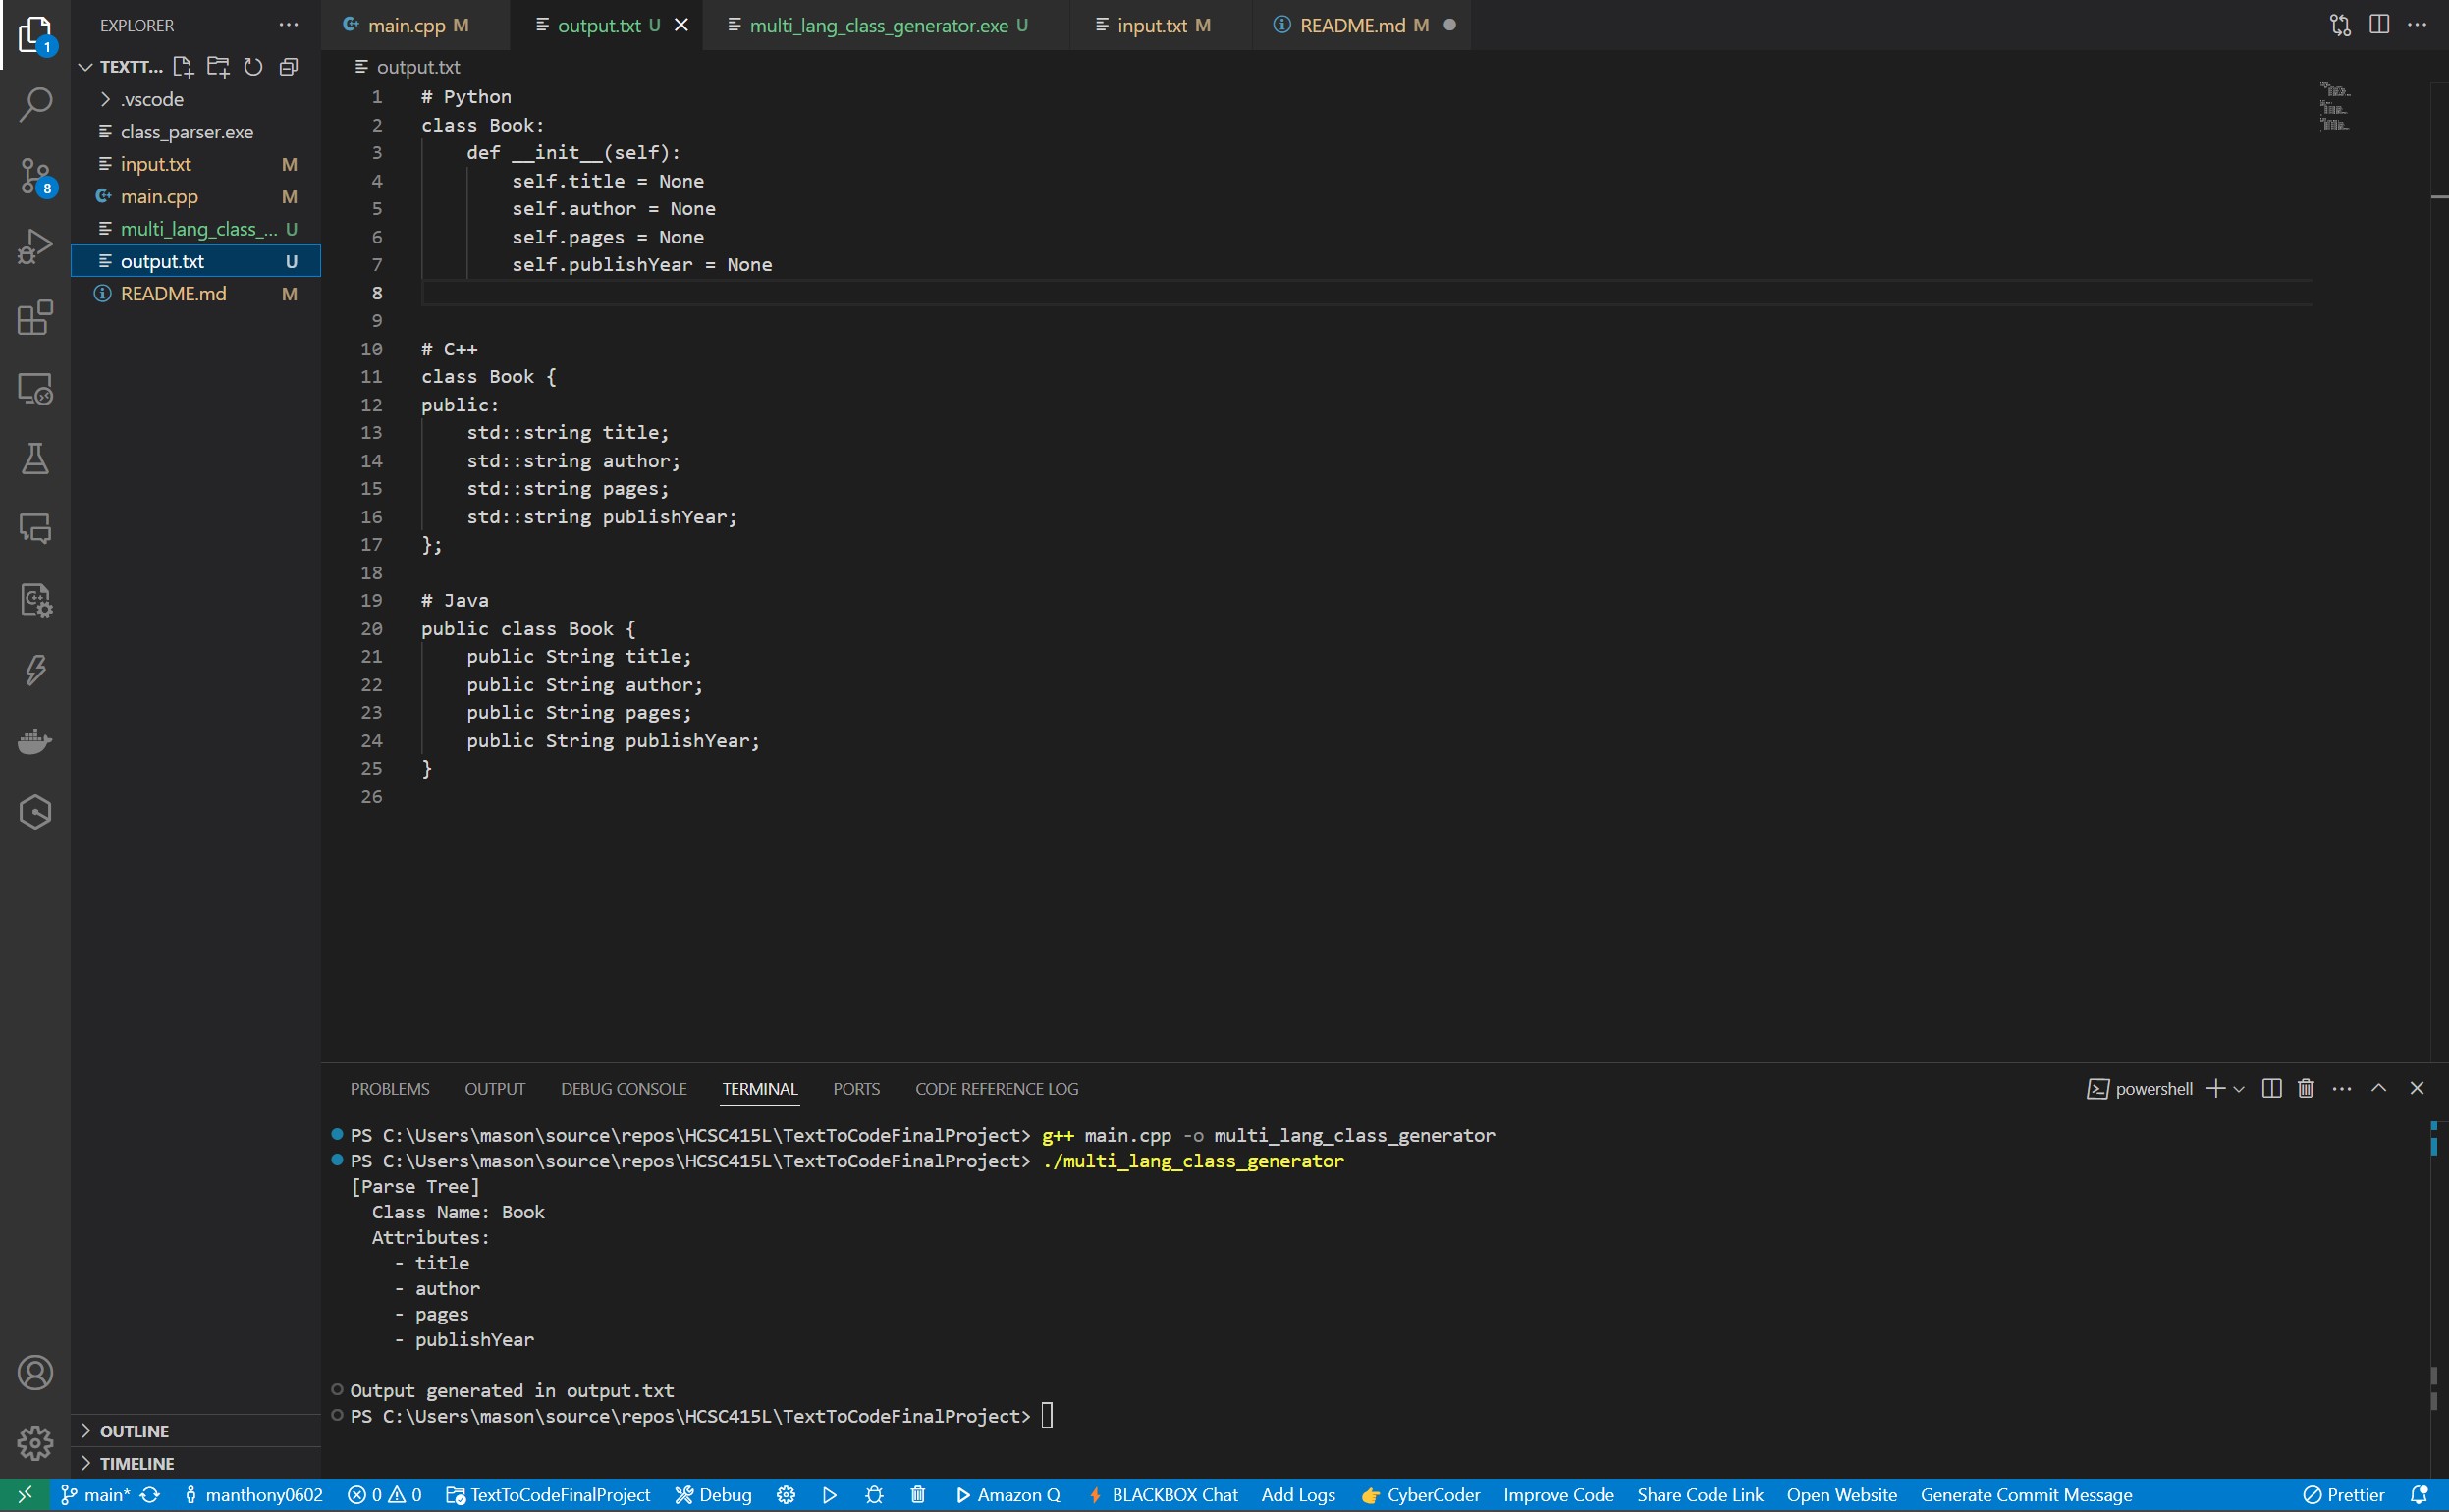 EXPLORER
TEXTT...
.vscode
class_parser.exe
input.txt M
main.cpp M
multi_lang_class_... U
output.txt U
README.md M
OUTLINE
TIMELINE
1
8
main.cpp M
output.txt U
multi_lang_class_generator.exe U
input.txt M
README.md M
output.txt
1 # Python
2 class Book:
3     def __init__(self):
4         self.title = None
5         self.author = None
6         self.pages = None
7         self.publishYear = None
8
9
10 # C++
11 class Book {
12 public:
13     std::string title;
14     std::string author;
15     std::string pages;
16     std::string publishYear;
17 };
18
19 # Java
20 public class Book {
21     public String title;
22     public String author;
23     public String pages;
24     public String publishYear;
25 }
26
PROBLEMS OUTPUT DEBUG CONSOLE TERMINAL PORTS CODE REFERENCE LOG powershell
PS C:\Users\mason\source\repos\HCSC415L\TextToCodeFinalProject> g++ main.cpp -o multi_lang_class_generator
PS C:\Users\mason\source\repos\HCSC415L\TextToCodeFinalProject> ./multi_lang_class_generator
[Parse Tree]
  Class Name: Book
  Attributes:
    - title
    - author
    - pages
    - publishYear
Output generated in output.txt
PS C:\Users\mason\source\repos\HCSC415L\TextToCodeFinalProject>
main* manthony0602 0 0 TextToCodeFinalProject Debug Amazon Q BLACKBOX Chat Add Logs CyberCoder Improve Code Share Code Link Open Website Generate Commit Message Prettier